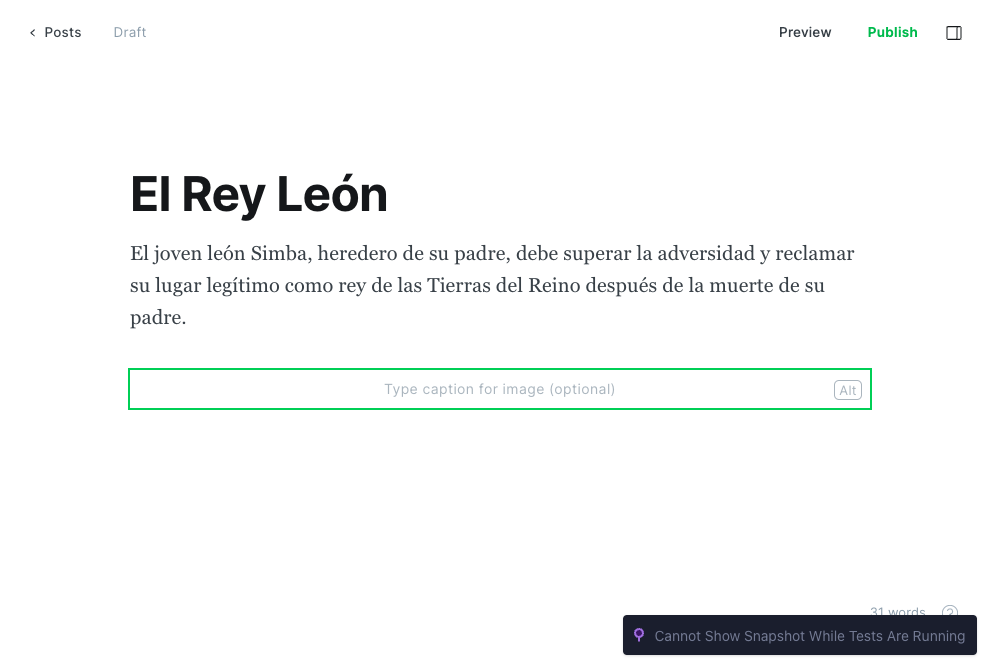 Posts
Draft
Preview
Publish
El Rey León
El joven león Simba, heredero de su padre, debe superar la adversidad y reclamar
su lugar legítimo como rey de las Tierras del Reino después de la muerte de su
padre.
Type caption for image (optional)
Alt
31 words
?
Cannot Show Snapshot While Tests Are Running